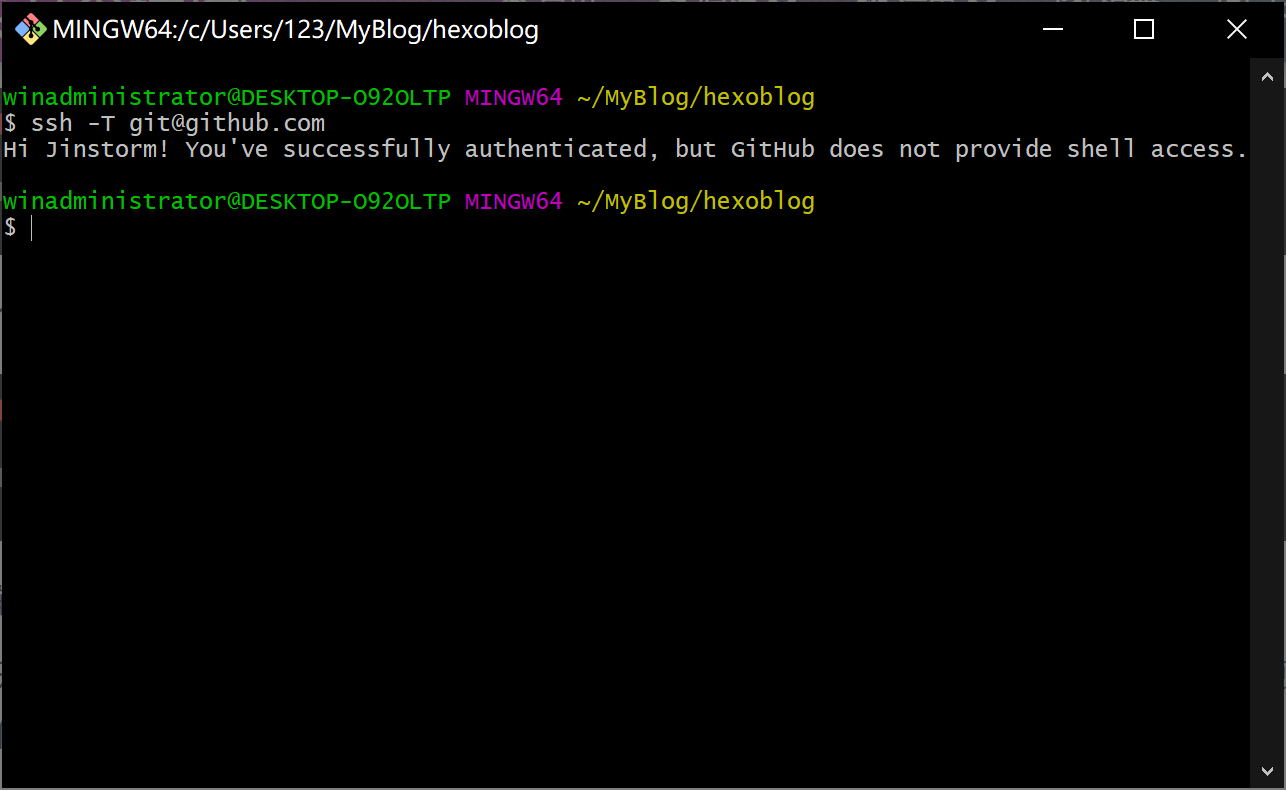 MINGW64:/c/Users/123/MyBlog/hexoblog
winadministrator@DESKTOP-O92OLTP MINGW64 ~/MyBlog/hexoblog
$ ssh -T git@github.com
Hi Jinstorm! You've successfully authenticated, but GitHub does not provide shell access.
winadministrator@DESKTOP-O92OLTP MINGW64 ~/MyBlog/hexoblog
$